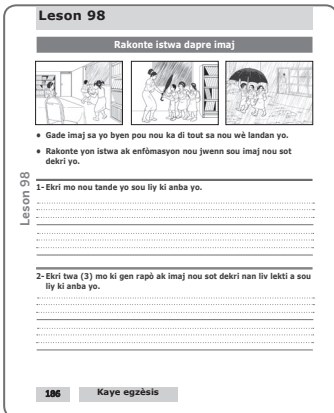 Leson 98
Rakonte istwa dapre imaj
• Gade imaj sa yo byen pou nou ka di tout sa nou wè landan yo.
• Rakonte yon istwa ak enfòmasyon nou jwenn sou imaj nou sot
dekri yo.
Leson 98
1- Ekri mo nou tande yo sou liy ki anba yo.
2- Ekri twa (3) mo ki gen rapò ak imaj nou sot dekri nan liv lekti a sou
liy ki anba yo.
186
Kaye egzèsis